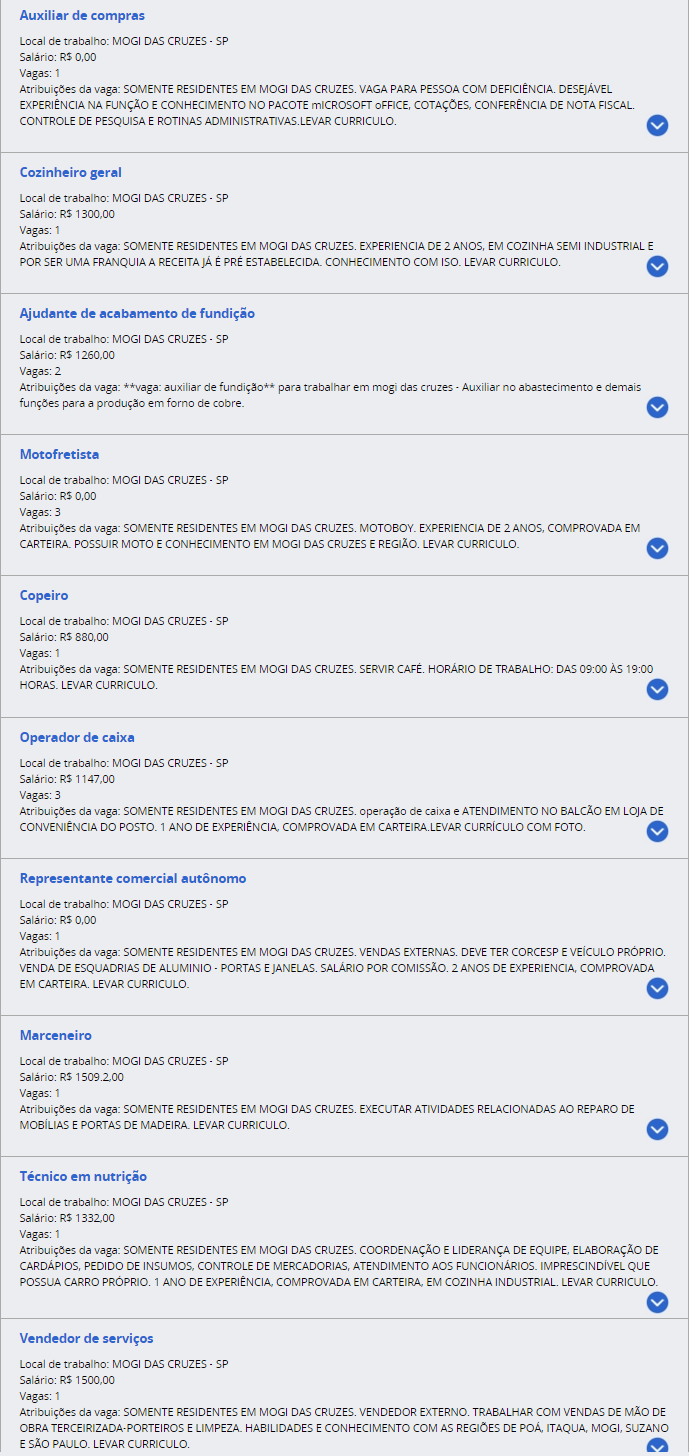 Auxiliar de compras
Local de trabalho: MOGI DAS CRUZES - SP
Salário: R$ 0,00
Vagas: 1
Atribuições da vaga: SOMENTE RESIDENTES EM MOGI DAS CRUZES. VAGA PARA PESSOA COM DEFICIÊNCIA. DESEJÁVEL
EXPERIÊNCIA NA FUNÇÃO E CONHECIMENTO NO PACOTE mICROSOFT oFFICE, COTAÇÕES, CONFERÊNCIA DE NOTA FISCAL.
CONTROLE DE PESQUISA E ROTINAS ADMINISTRATIVAS.LEVAR CURRICULO.
Cozinheiro geral
Local de trabalho: MOGI DAS CRUZES - SP
Salário: R$ 1300,00
Vagas: 1
Atribuições da vaga: SOMENTE RESIDENTES EM MOGI DAS CRUZES. EXPERIENCIA DE 2 ANOS, EM COZINHA SEMI INDUSTRIAL E
POR SER UMA FRANQUIA A RECEITA JÁ É PRÉ ESTABELECIDA. CONHECIMENTO COM ISO. LEVAR CURRICULO.
Ajudante de acabamento de fundição
Local de trabalho: MOGI DAS CRUZES - SP
Salário: R$ 1260,00
Vagas: 2
Atribuições da vaga: **vaga: auxiliar de fundição** para trabalhar em mogi das cruzes - Auxiliar no abastecimento e demais
funções para a produção em forno de cobre.
Motofretista
Local de trabalho: MOGI DAS CRUZES - SP
Salário: R$ 0,00
Vagas: 3
Atribuições da vaga: SOMENTE RESIDENTES EM MOGI DAS CRUZES. MOTOBOY. EXPERIENCIA DE 2 ANOS, COMPROVADA EM
CARTEIRA. POSSUIR MOTO E CONHECIMENTO EM MOGI DAS CRUZES E REGIÃO. LEVAR CURRICULO.
Copeiro
Local de trabalho: MOGI DAS CRUZES - SP
Salário: R$ 880,00
Vagas: 1
Atribuições da vaga: SOMENTE RESIDENTES EM MOGI DAS CRUZES. SERVIR CAFÉ. HORÁRIO DE TRABALHO: DAS 09:00 ÀS 19:00
HORAS. LEVAR CURRICULO.
Operador de caixa
Local de trabalho: MOGI DAS CRUZES - SP
Salário: R$ 1147,00
Vagas: 3
Atribuições da vaga: SOMENTE RESIDENTES EM MOGI DAS CRUZES. operação de caixa e ATENDIMENTO NO BALCÃO EM LOJA DE
CONVENIÊNCIA DO POSTO. 1 ANO DE EXPERIÊNCIA, COMPROVADA EM CARTEIRA.LEVAR CURRÍCULO COM FOTO.
Representante comercial autônomo
Local de trabalho: MOGI DAS CRUZES - SP
Salário: R$ 0,00
Vagas: 1
Atribuições da vaga: SOMENTE RESIDENTES EM MOGI DAS CRUZES. VENDAS EXTERNAS. DEVE TER CORCESP E VEÍCULO PRÓPRIO.
VENDA DE ESQUADRIAS DE ALUMINIO - PORTAS E JANELAS. SALÁRIO POR COMISSÃO. 2 ANOS DE EXPERIENCIA, COMPROVADA
EM CARTEIRA. LEVAR CURRICULO.
Marceneiro
Local de trabalho: MOGI DAS CRUZES - SP
Salário: R$ 1509.2,00
Vagas: 1
Atribuições da vaga: SOMENTE RESIDENTES EM MOGI DAS CRUZES. EXECUTAR ATIVIDADES RELACIONADAS AO REPARO DE
MOBÍLIAS E PORTAS DE MADEIRA. LEVAR CURRICULO.
Técnico em nutrição
Local de trabalho: MOGI DAS CRUZES - SP
Salário: R$ 1332,00
Vagas: 1
Atribuições da vaga: SOMENTE RESIDENTES EM MOGI DAS CRUZES. COORDENAÇÃO E LIDERANÇA DE EQUIPE, ELABORAÇÃO DE
CARDÁPIOS, PEDIDO DE INSUMOS, CONTROLE DE MERCADORIAS, ATENDIMENTO AOS FUNCIONÁRIOS. IMPRESCINDÍVEL QUE
POSSUA CARRO PRÓPRIO. 1 ANO DE EXPERIÊNCIA, COMPROVADA EM CARTEIRA, EM COZINHA INDUSTRIAL. LEVAR CURRICULO.
Vendedor de serviços
Local de trabalho: MOGI DAS CRUZES - SP
Salário: R$ 1500,00
Vagas: 1
Atribuições da vaga: SOMENTE RESIDENTES EM MOGI DAS CRUZES. VENDEDOR EXTERNO. TRABALHAR COM VENDAS DE MÃO DE
OBRA TERCEIRIZADA-PORTEIROS E LIMPEZA. HABILIDADES E CONHECIMENTO COM AS REGIÕES DE POÁ, ITAQUA, MOGI, SUZANO
E SÃO PAULO. LEVAR CURRICULO.